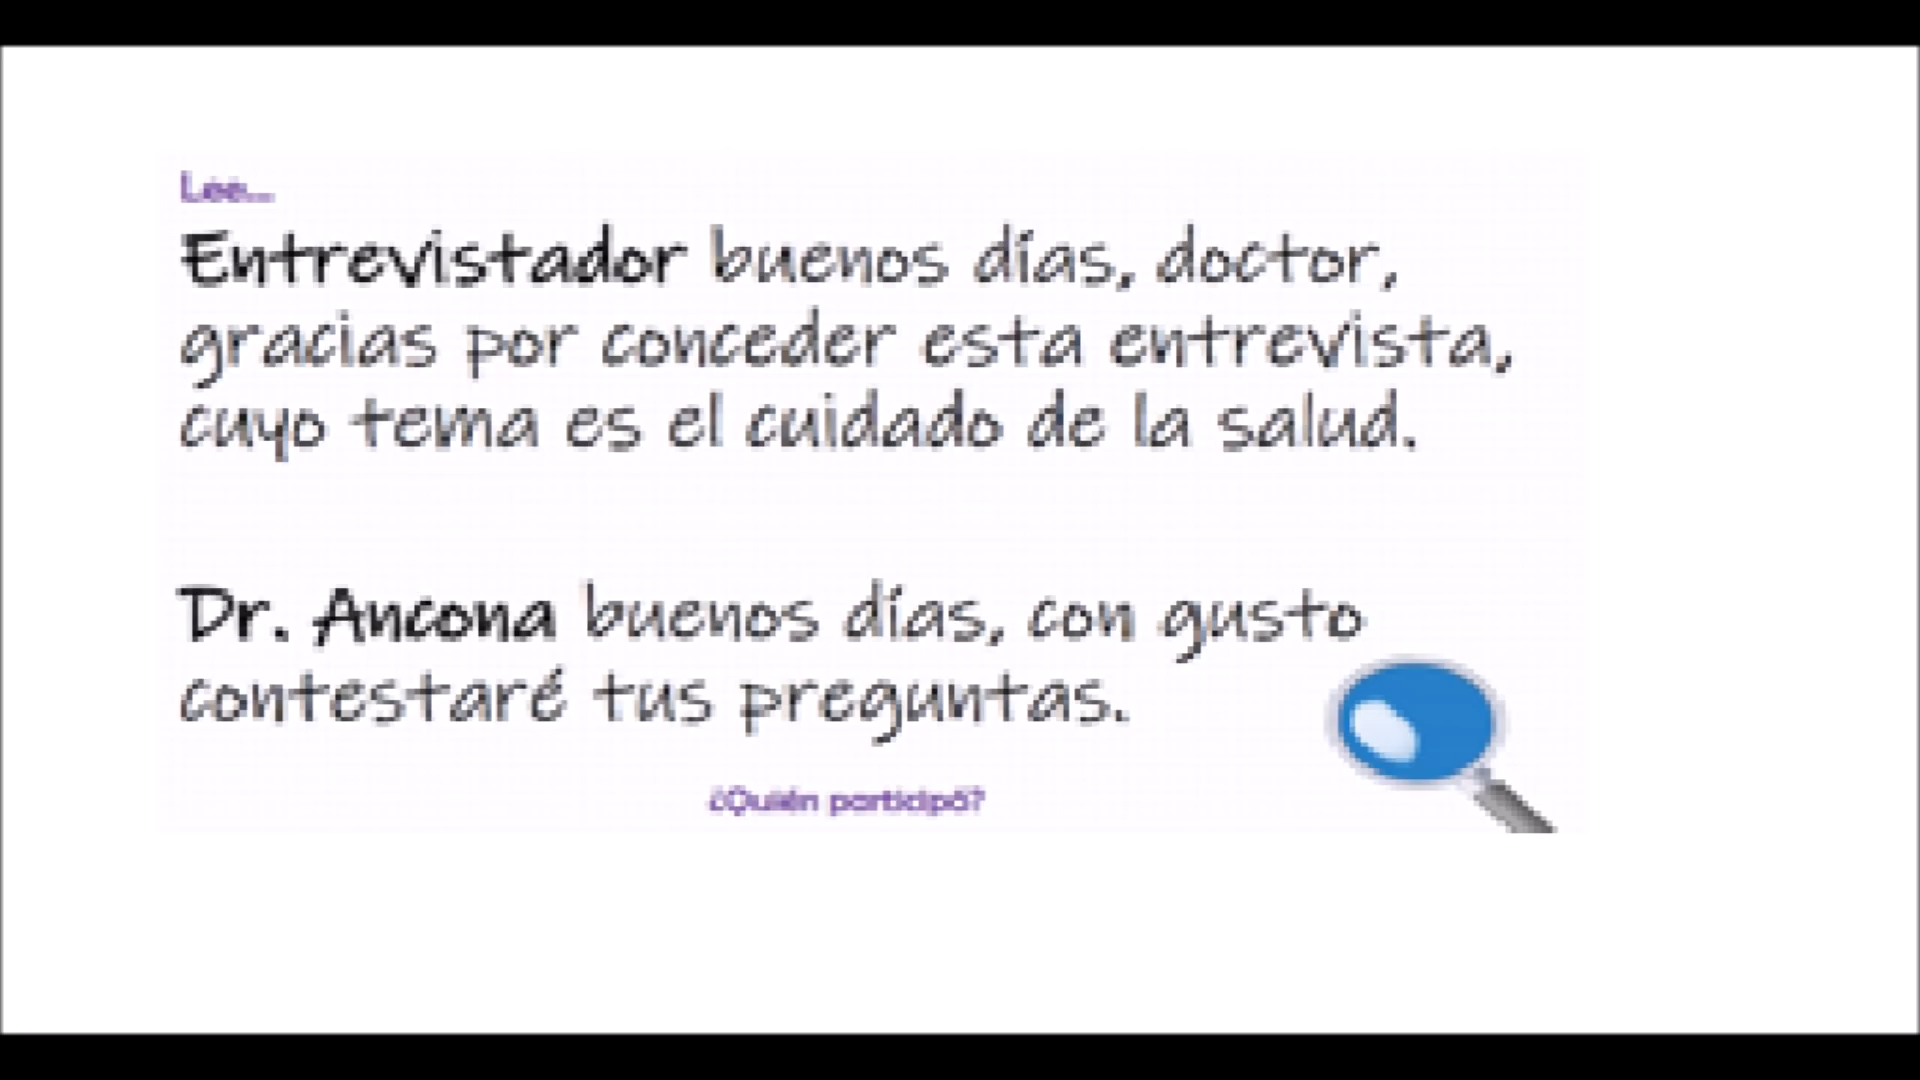 Lee...
Entrevistador buenos días, doctor,
gracias por conceder esta entrevista,
cuyo tema es el cuidado de la salud.
Dr. Ancona buenos días, con gusto
contestaré tus preguntas.
¿Quién participó?